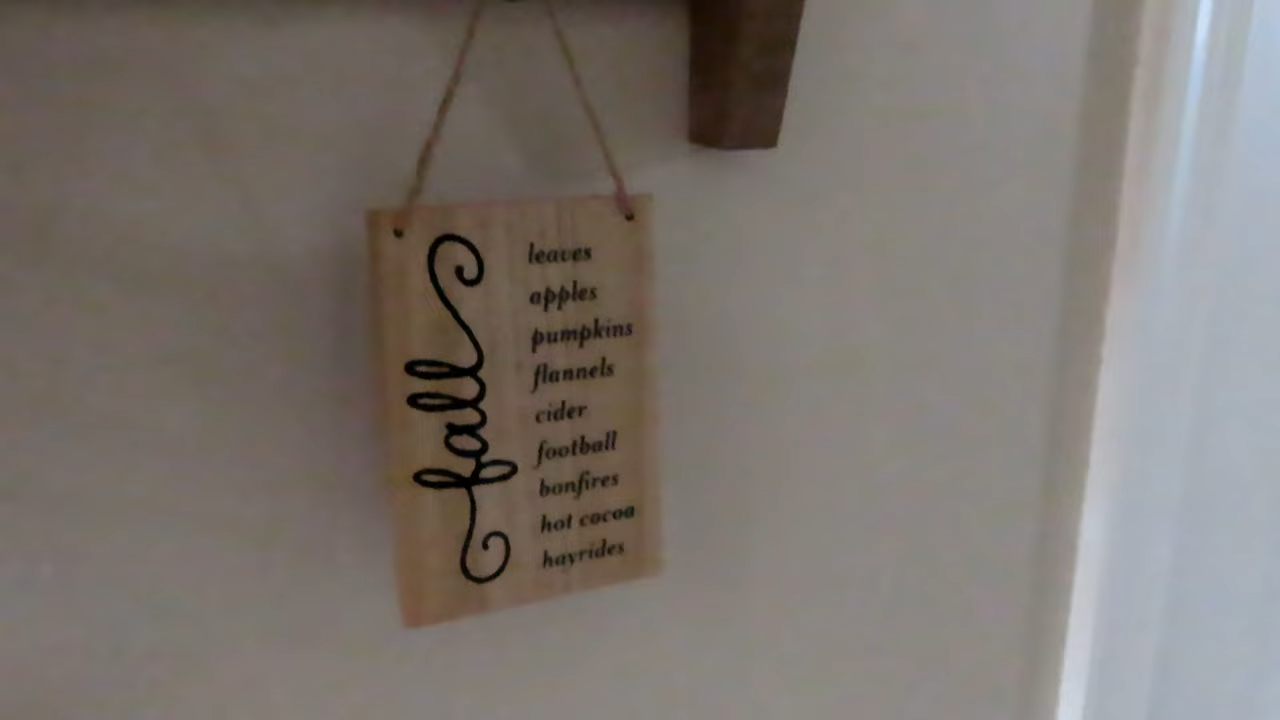 fall
leaves
apples
pumpkins
flannels
cider
football
bonfires
hot cocoa
hayrides